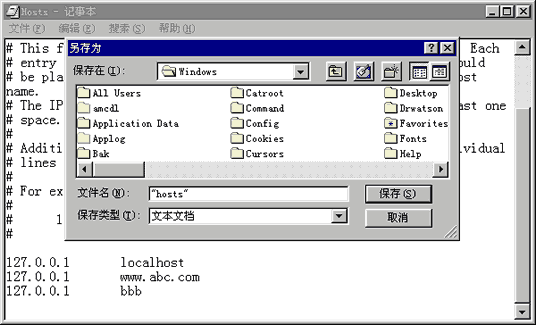 Hosts - 记事本
文件(F) 编辑(E) 搜索(S) 帮助(H)
另存为
保存在(I): Windows
All Users Catroot Desktop
amcdl Command Drwatson
Application Data Config Favorites
Applog Cookies Fonts
Bak Cursors Help
文件名(N): "hosts" 保存(S)
保存类型(T): 文本文档 取消
# This f Each
# entry
# be pla
name.
# The IP ast one
# space.
#
# Additi vidual
# lines
#
# For ex
#
# 1
#
127.0.0.1 localhost
127.0.0.1 www.abc.com
127.0.0.1 bbb